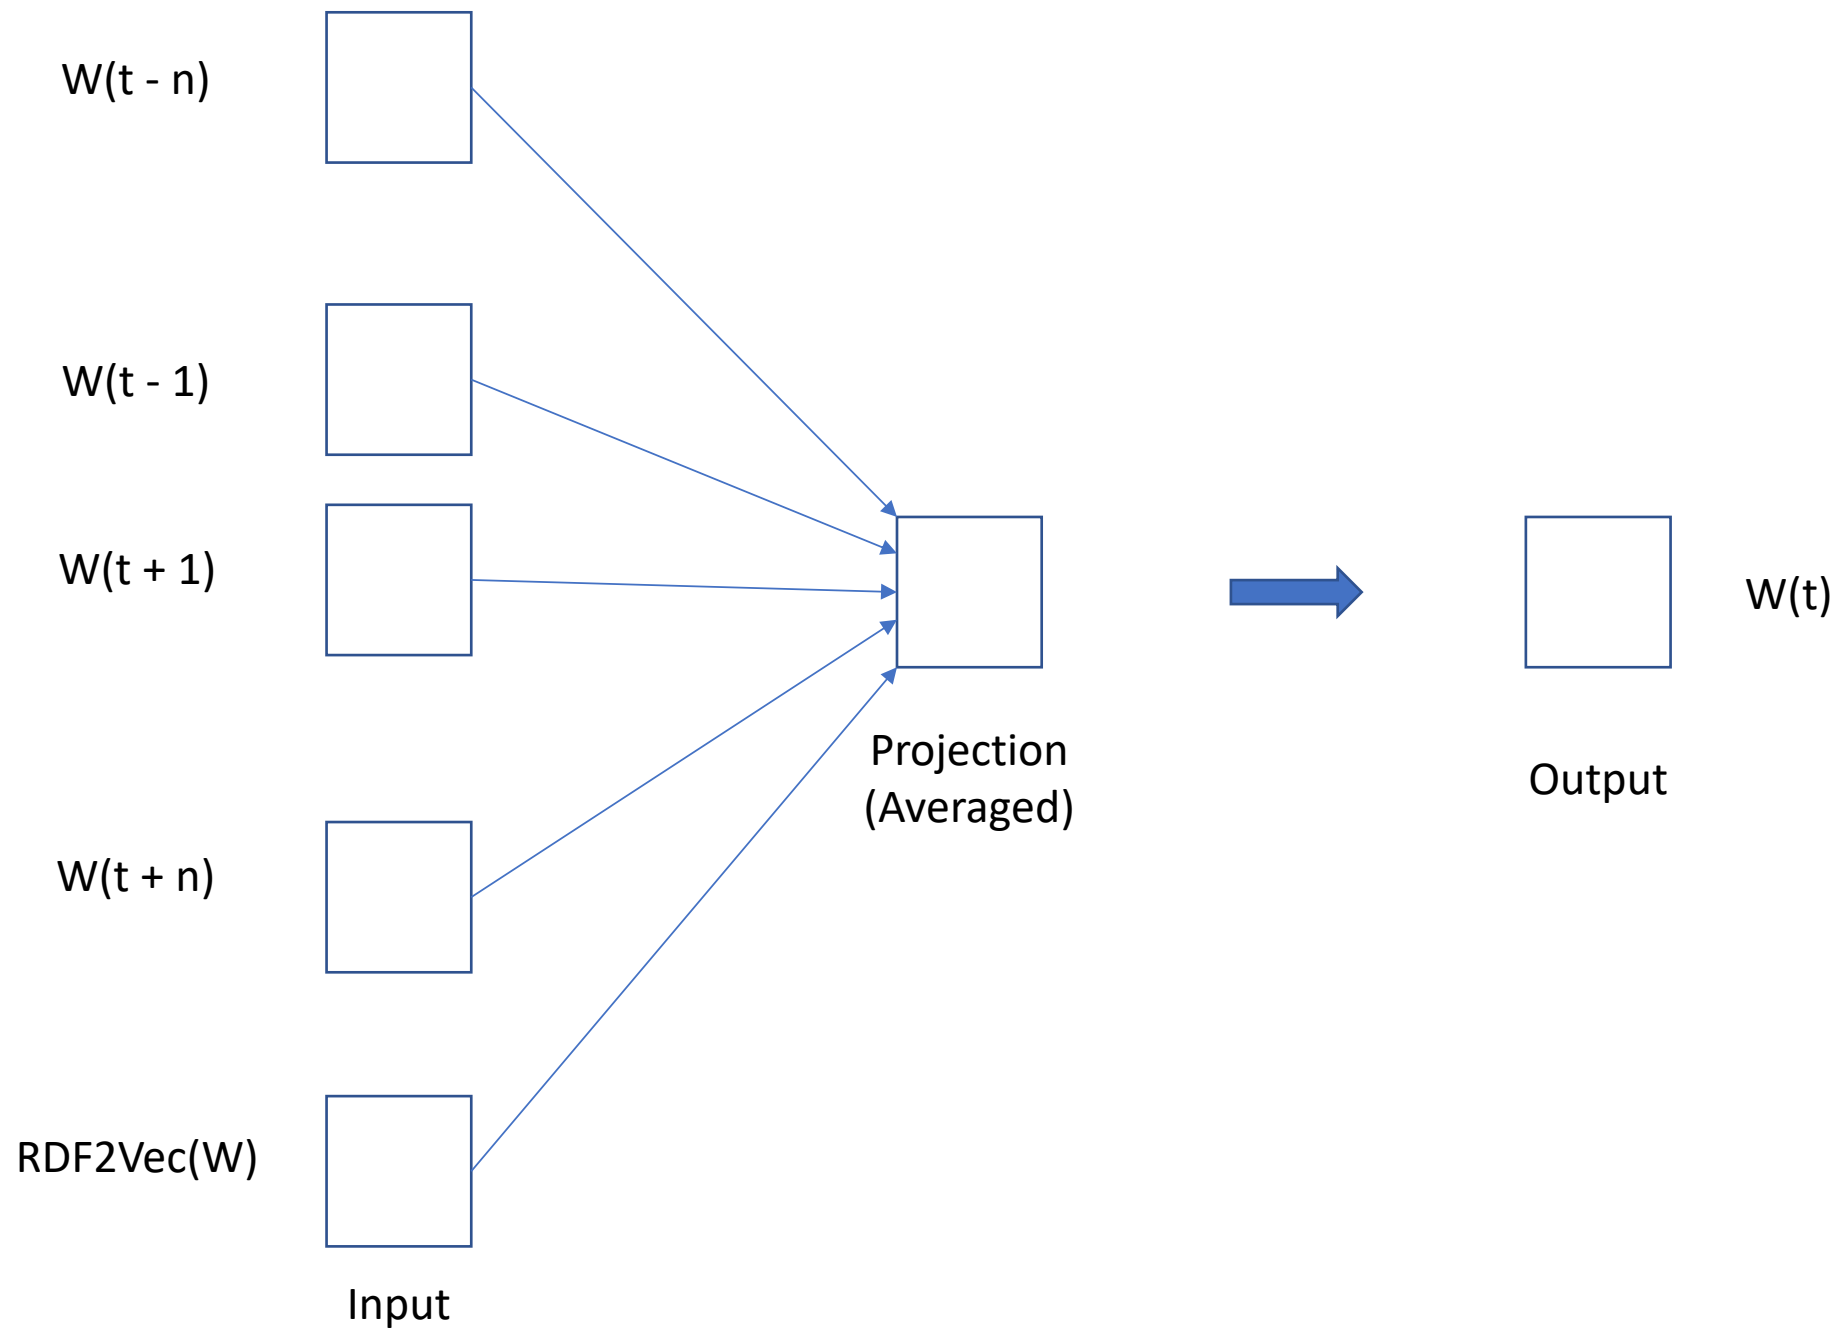 W(t - n)
W(t - 1)
W(t + 1)
W(t + n)
RDF2Vec(W)
Input
Projection
(Averaged)
Output
W(t)